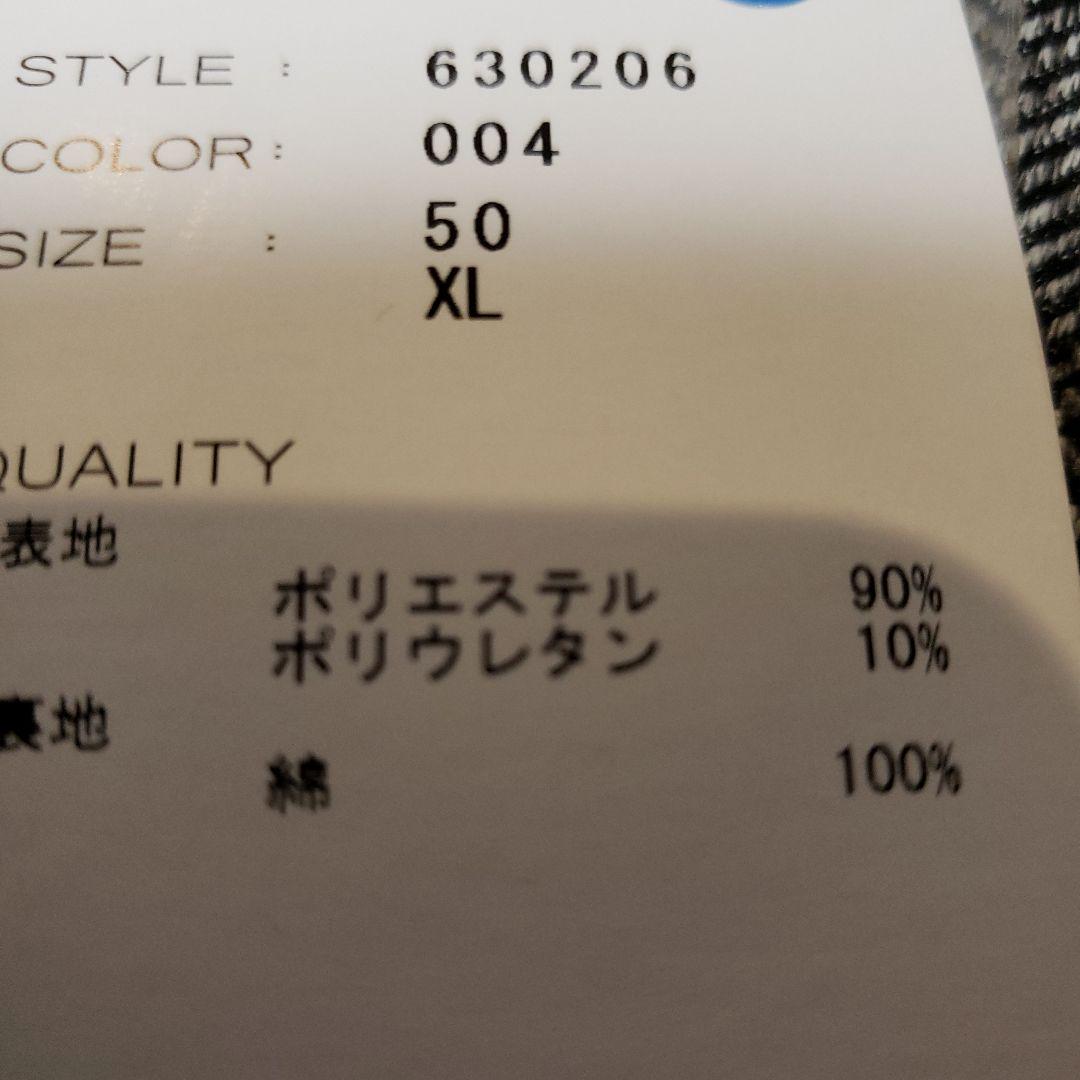 STYLE : 630206
COLOR : 004
SIZE : 50
XL
QUALITY
表地
ポリエステル 90%
ポリウレタン 10%
裏地
綿 100%